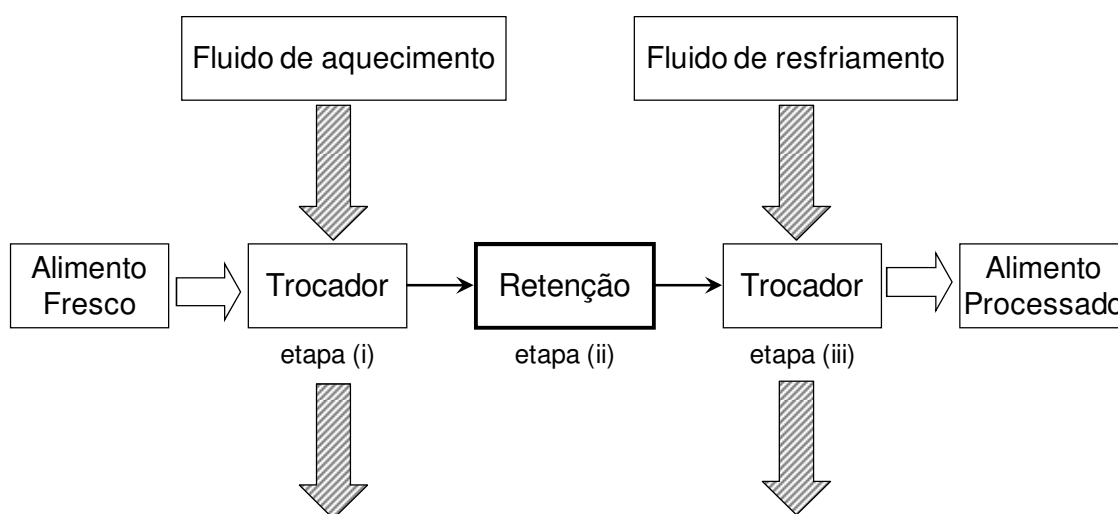 Fluido de aquecimento
Fluido de resfriamento
Alimento
Fresco
Trocador
Retenção
Trocador
Alimento
Processado
etapa (i)
etapa (ii)
etapa (iii)